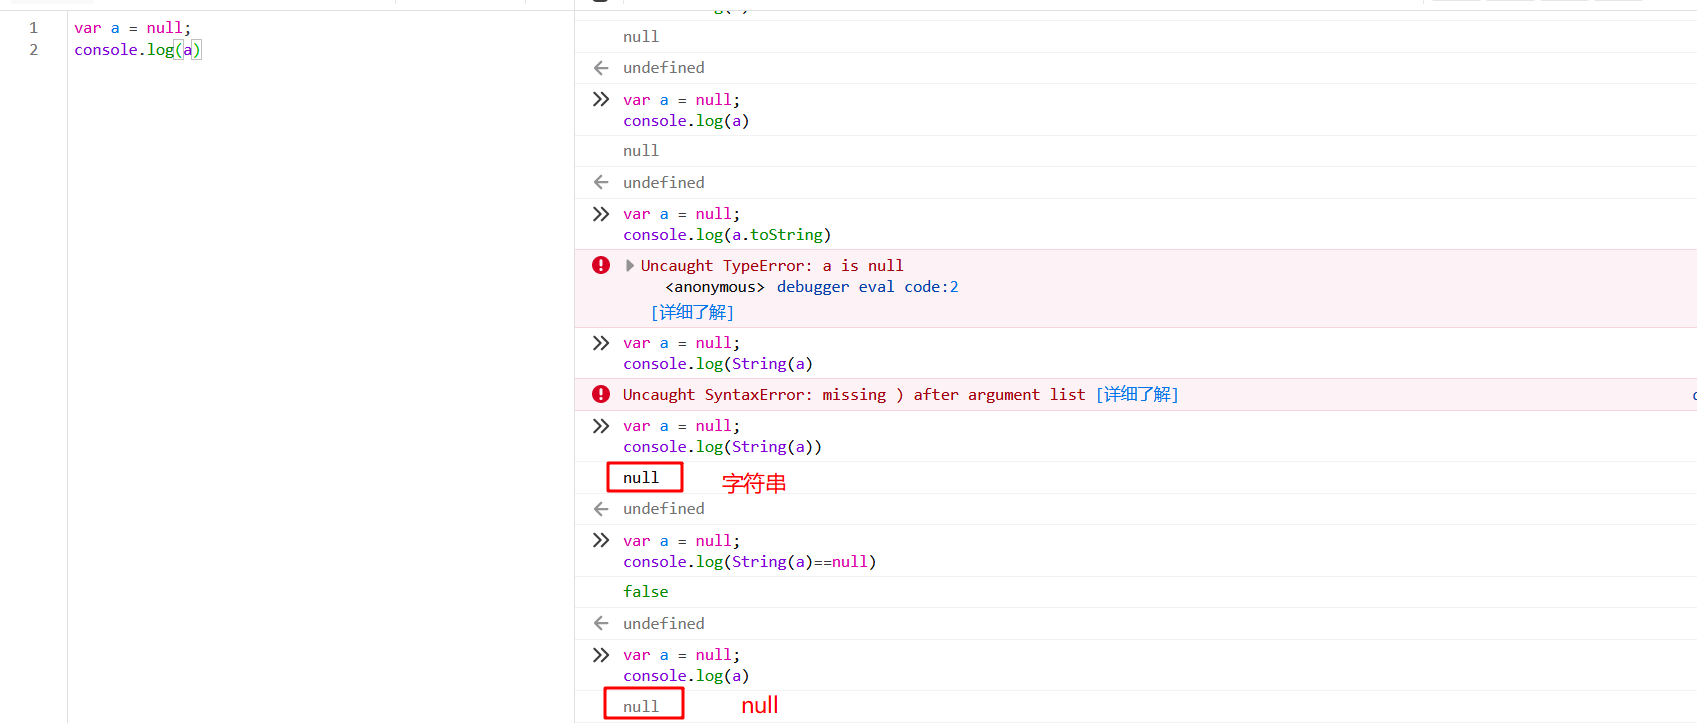 1 var a = null;
2 console.log(a)
null
undefined
var a = null;
console.log(a)
null
undefined
var a = null;
console.log(a.toString)
Uncaught TypeError: a is null
<anonymous> debugger eval code:2
[详细了解]
var a = null;
console.log(String(a)
Uncaught SyntaxError: missing ) after argument list [详细了解]
var a = null;
console.log(String(a))
null 字符串
undefined
var a = null;
console.log(String(a)==null)
false
undefined
var a = null;
console.log(a)
null null